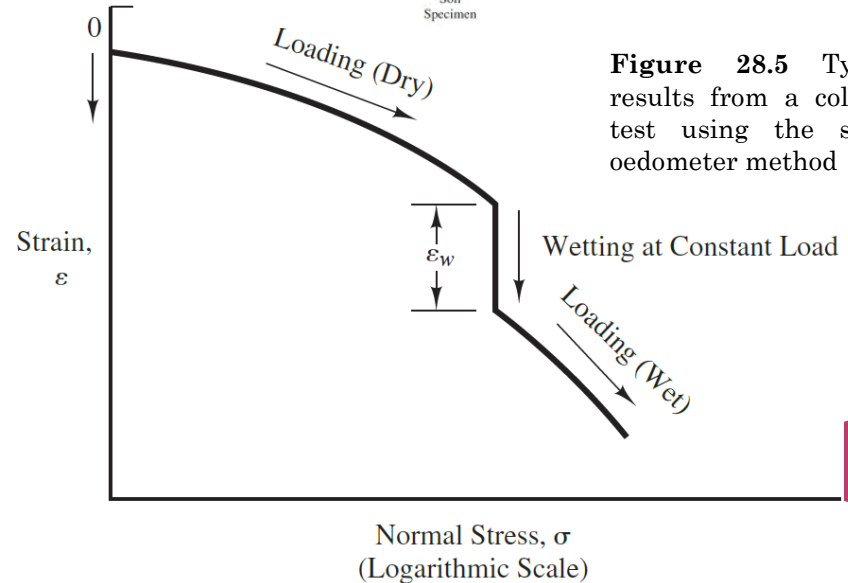 Specimen
0
Loading (Dry)
Figure 28.5
results from a
test using the
oedometer method
Strain,
ε
εw
Wetting at Constant Load
Loading (Wet)
Normal Stress, σ
(Logarithmic Scale)